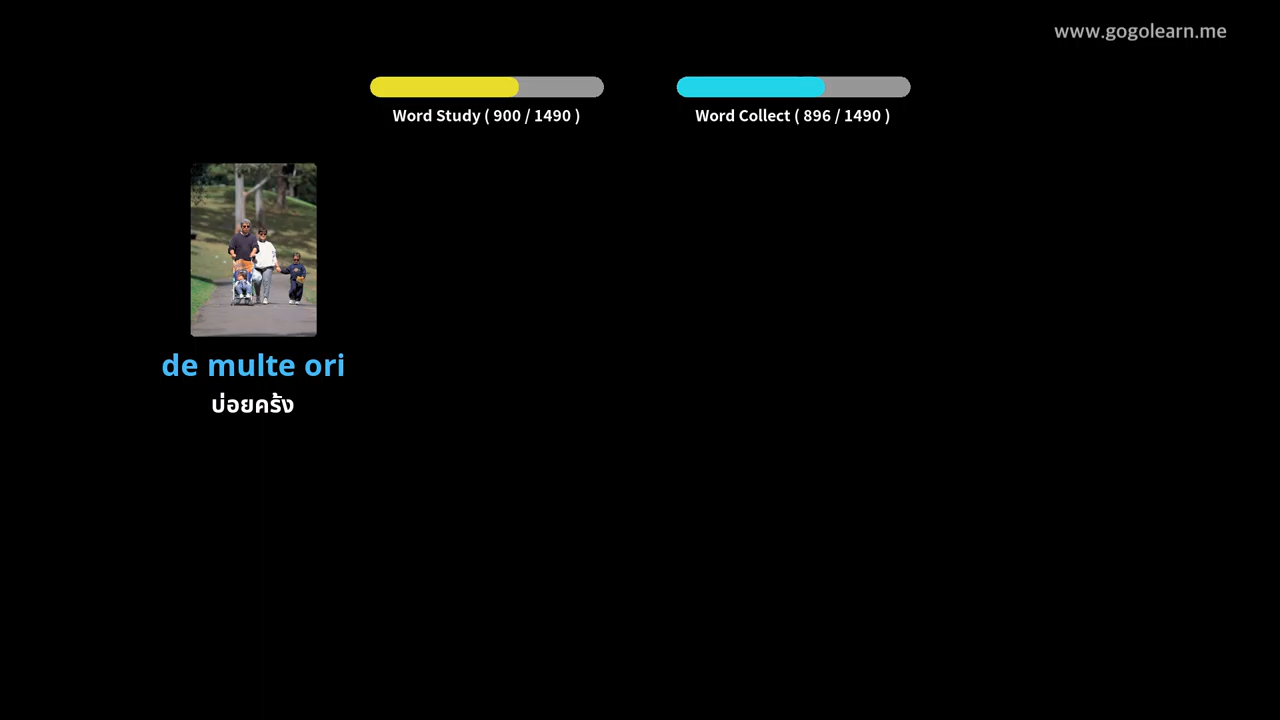 www.gogolearn.me
Word Study ( 900 / 1490 )
Word Collect ( 896 / 1490 )
de multe ori
บ่อยครั้ง